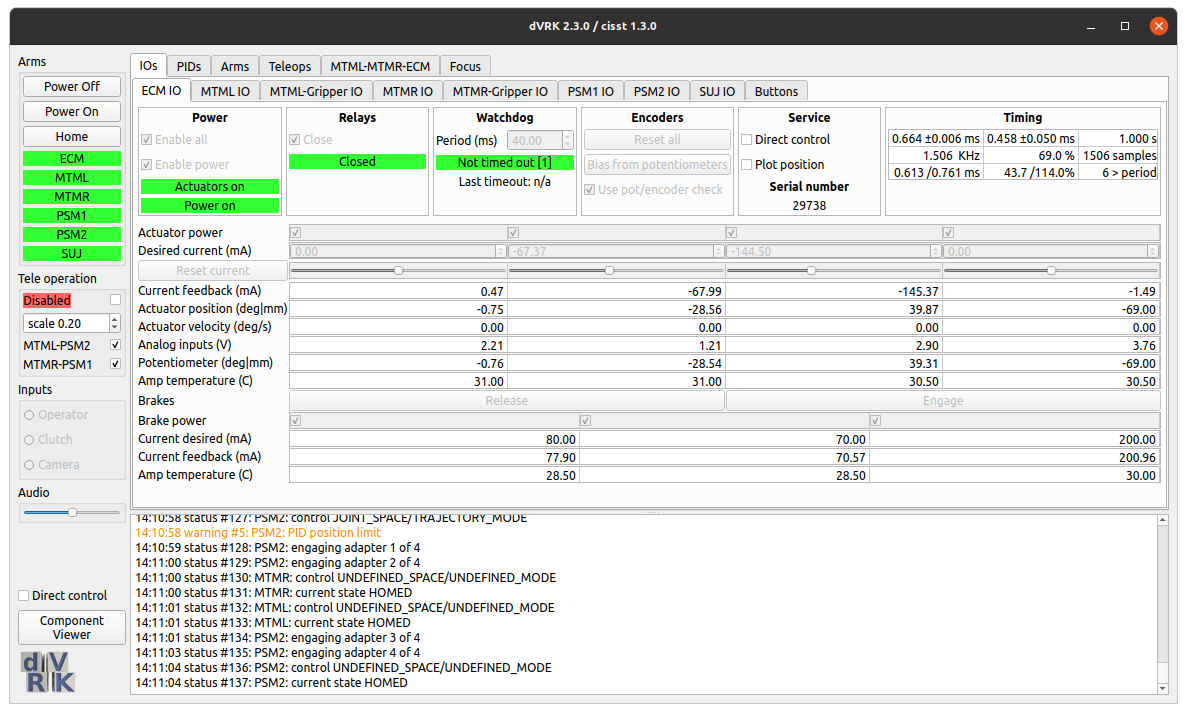 dVRK 2.3.0 / cisst 1.3.0
Arms
Power Off
Power On
Home
ECM
MTML
MTMR
PSM1
PSM2
SUJ
Tele operation
Disabled
scale 0.20
MTML-PSM2
MTMR-PSM1
Inputs
Operator
Clutch
Camera
Audio
Direct control
Component
Viewer
dV
RK
IOs PIDs Arms Teleops MTML-MTMR-ECM Focus
ECM IO MTML IO MTML-Gripper IO MTMR IO MTMR-Gripper IO PSM1 IO PSM2 IO SUJ IO Buttons
Power
Enable all
Enable power
Actuators on
Power on
Relays
Close
Closed
Watchdog
Period (ms) 40.00
Not timed out [1]
Last timeout: n/a
Encoders
Reset all
Bias from potentiometers
Use pot/encoder check
Service
Direct control
Plot position
Serial number
29738
Timing
0.664 ±0.006 ms 0.458 ±0.050 ms 1.000 s
1.506 KHz 69.0 % 1506 samples
0.613 /0.761 ms 43.7 /114.0% 6 > period
Actuator power
Desired current (mA) 0.00 -67.37 -144.50 0.00
Reset current
Current feedback (mA) 0.47 -67.99 -145.37 -1.49
Actuator position (deg|mm) -0.75 -28.56 39.87 -69.00
Actuator velocity (deg/s) 0.00 0.00 0.00 0.00
Analog inputs (V) 2.21 1.21 2.90 3.76
Potentiometer (deg|mm) -0.76 -28.54 39.31 -69.00
Amp temperature (C) 31.00 31.00 30.50 30.50
Brakes Release Engage
Brake power
Current desired (mA) 80.00 70.00 200.00
Current feedback (mA) 77.90 70.57 200.96
Amp temperature (C) 28.50 28.50 30.00
14:10:58 status #127: PSM2: control JOINT_SPACE/TRAJECTORY_MODE
14:10:58 warning #5: PSM2: PID position limit
14:10:59 status #128: PSM2: engaging adapter 1 of 4
14:11:00 status #129: PSM2: engaging adapter 2 of 4
14:11:00 status #130: MTMR: control UNDEFINED_SPACE/UNDEFINED_MODE
14:11:00 status #131: MTMR: current state HOMED
14:11:01 status #132: MTML: control UNDEFINED_SPACE/UNDEFINED_MODE
14:11:01 status #133: MTML: current state HOMED
14:11:01 status #134: PSM2: engaging adapter 3 of 4
14:11:03 status #135: PSM2: engaging adapter 4 of 4
14:11:04 status #136: PSM2: control UNDEFINED_SPACE/UNDEFINED_MODE
14:11:04 status #137: PSM2: current state HOMED